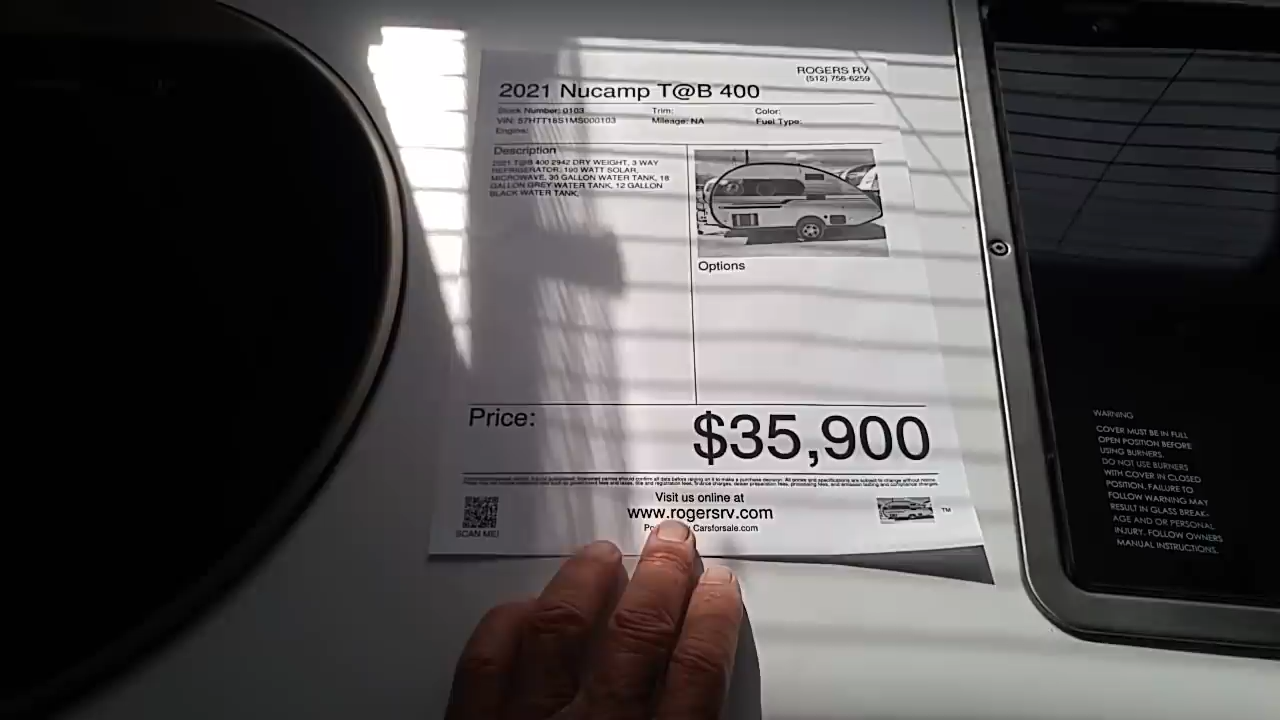 ROGERS RV
(512) 756-6259
2021 Nucamp T@B 400
Stock Number: 0103
Trim:
Color:
VIN: 57HTT18S1MS000103
Mileage: NA
Fuel Type:
Engine:
Description
2021 T@B 400 2942 DRY WEIGHT, 3 WAY
REFRIGERATOR, 190 WATT SOLAR,
MICROWAVE, 30 GALLON WATER TANK, 18
GALLON GREY WATER TANK, 12 GALLON
BLACK WATER TANK,
Options
Price:
$35,900
Visit us online at
www.rogersrv.com
Carsforsale.com
SCAN ME!
TM
WARNING
COVER MUST BE IN FULL
OPEN POSITION BEFORE
USING BURNERS.
DO NOT USE BURNERS
WITH COVER IN CLOSED
POSITION. FAILURE TO
FOLLOW WARNING MAY
RESULT IN GLASS BREAK-
AGE AND OR PERSONAL
INJURY. FOLLOW OWNERS
MANUAL INSTRUCTIONS.